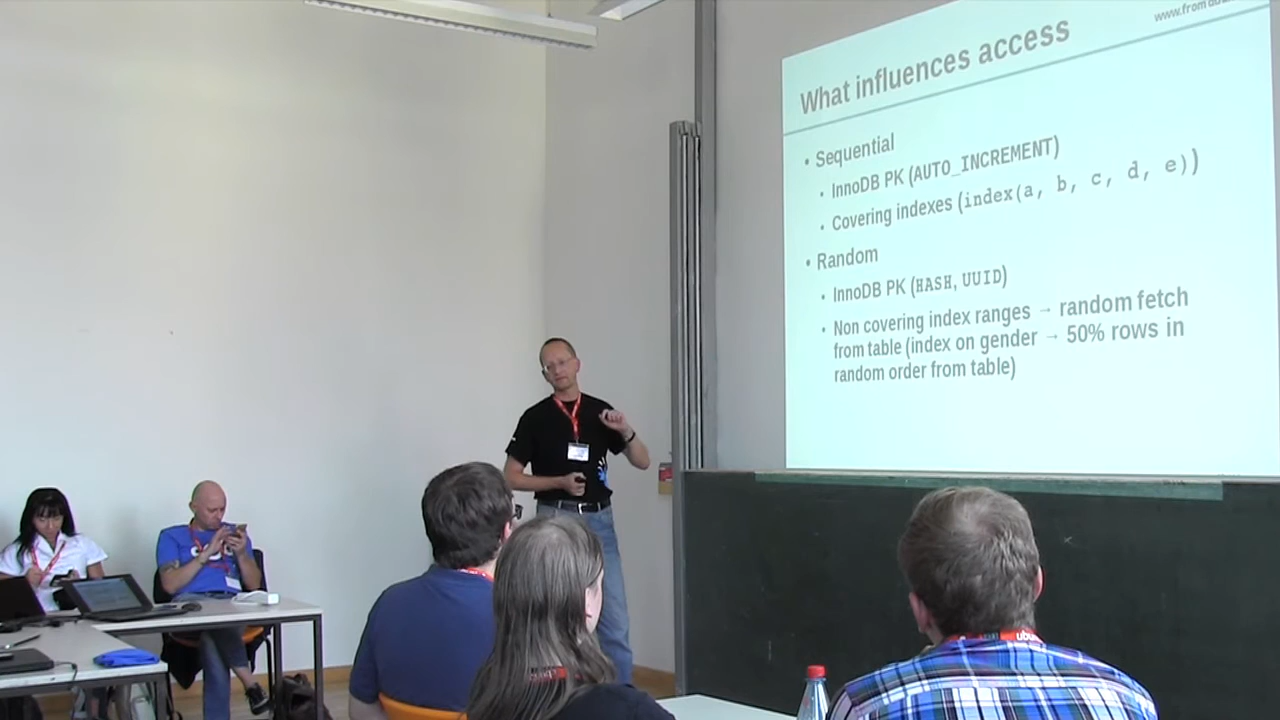 What influences access
• Sequential
• InnoDB PK (AUTO_INCREMENT)
• Covering indexes (index(a, b, c, d, e))
• Random
• InnoDB PK (HASH, UUID)
• Non covering index ranges → random fetch
from table (index on gender → 50% rows in
random order from table)